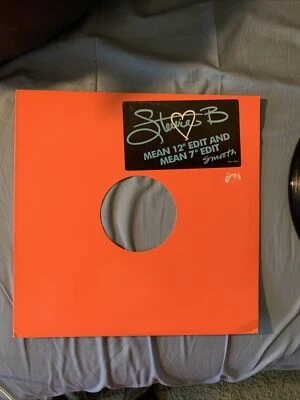 Stevie B
MEAN 12" EDIT AND
MEAN 7" EDIT
Smooth